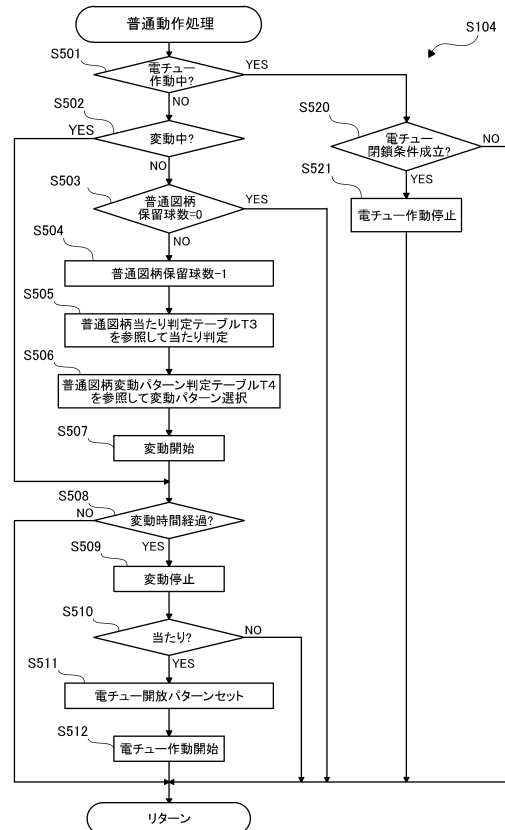 普通動作処理
S104
S501
電チュー
作動中?
YES
NO
S502
YES
変動中?
NO
S520
電チュー
閉鎖条件成立?
NO
YES
S503
普通図柄
保留球数=0
YES
NO
S521
電チュー作動停止
S504
普通図柄保留球数-1
S505
普通図柄当たり判定テーブルT3
を参照して当たり判定
S506
普通図柄変動パターン判定テーブルT4
を参照して変動パターン選択
S507
変動開始
S508
NO
変動時間経過?
YES
S509
変動停止
S510
当たり?
NO
YES
S511
電チュー開放パターンセット
S512
電チュー作動開始
リターン